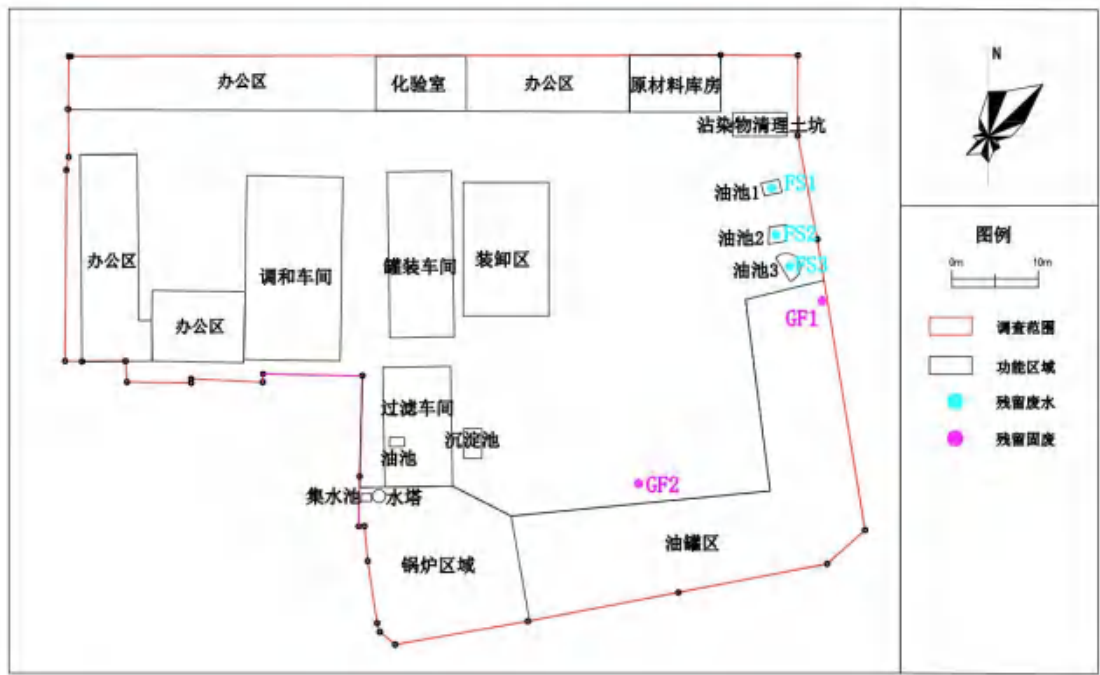 N
办公区
化验室
办公区
原材料库房
沾染物清理土坑
油池1
FS1
油池2
FS2
油池3
FS3
办公区
调和车间
罐装车间
装卸区
办公区
GF1
过滤车间
沉淀池
油池
集水池
水塔
GF2
锅炉区域
油罐区
图例
0m
10m
调查范围
功能区域
残留废水
残留固废